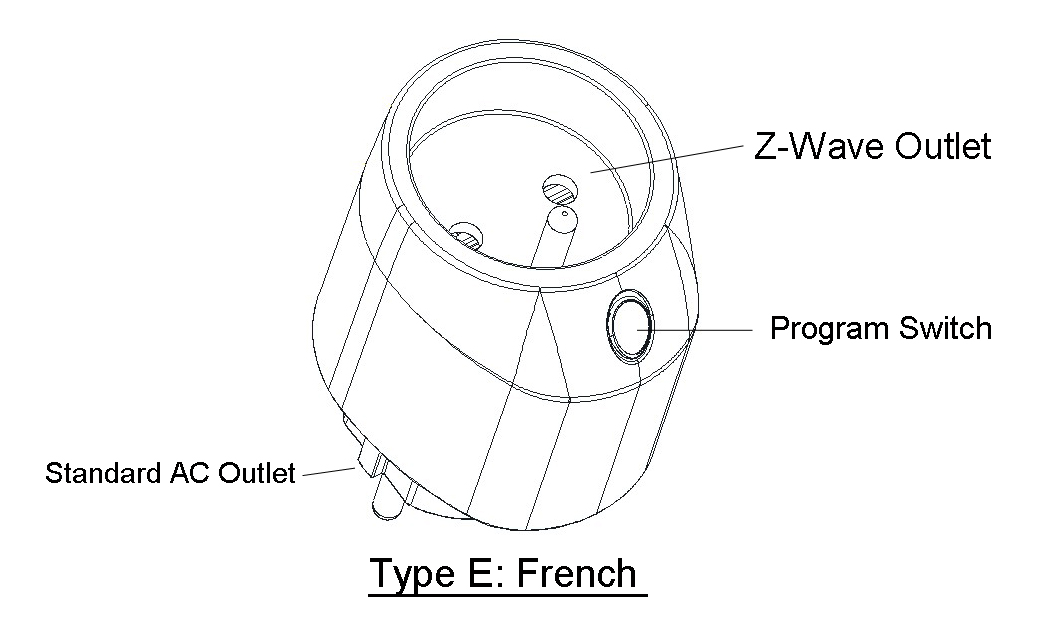 Z-Wave Outlet
Program Switch
Standard AC Outlet
Type E: French